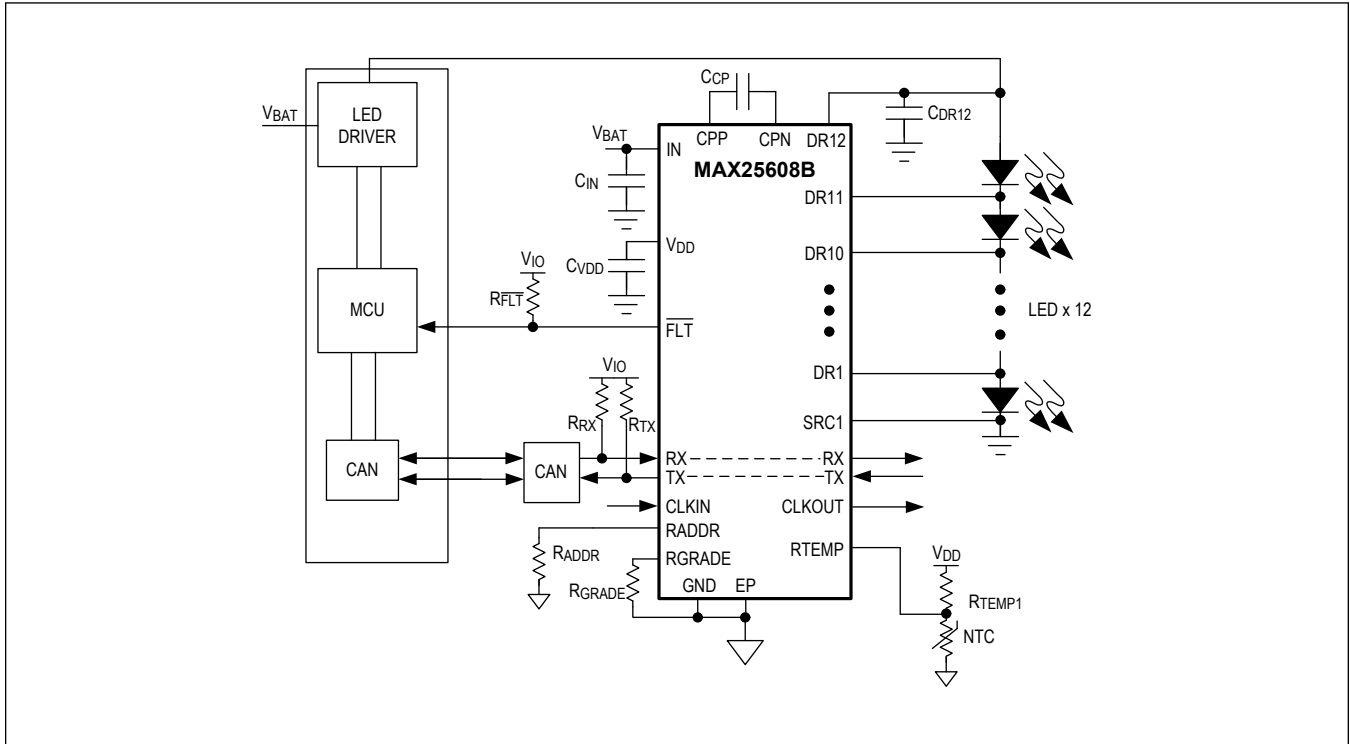 CCP
VBAT
LED
DRIVER
VBAT
CPP
CPN
DR12
CDR12
IN
MAX25608B
CIN
DR11
VDD
CVDD
DR10
VIO
RFLT
MCU
FLT
LED x 12
VIO
DR1
RRX
RTX
SRC1
CAN
CAN
RX
RX
TX
TX
CLKIN
CLKOUT
RADDR
RTEMP
RADDR
RGRADE
VDD
RGRADE
GND
EP
RTEMP1
NTC